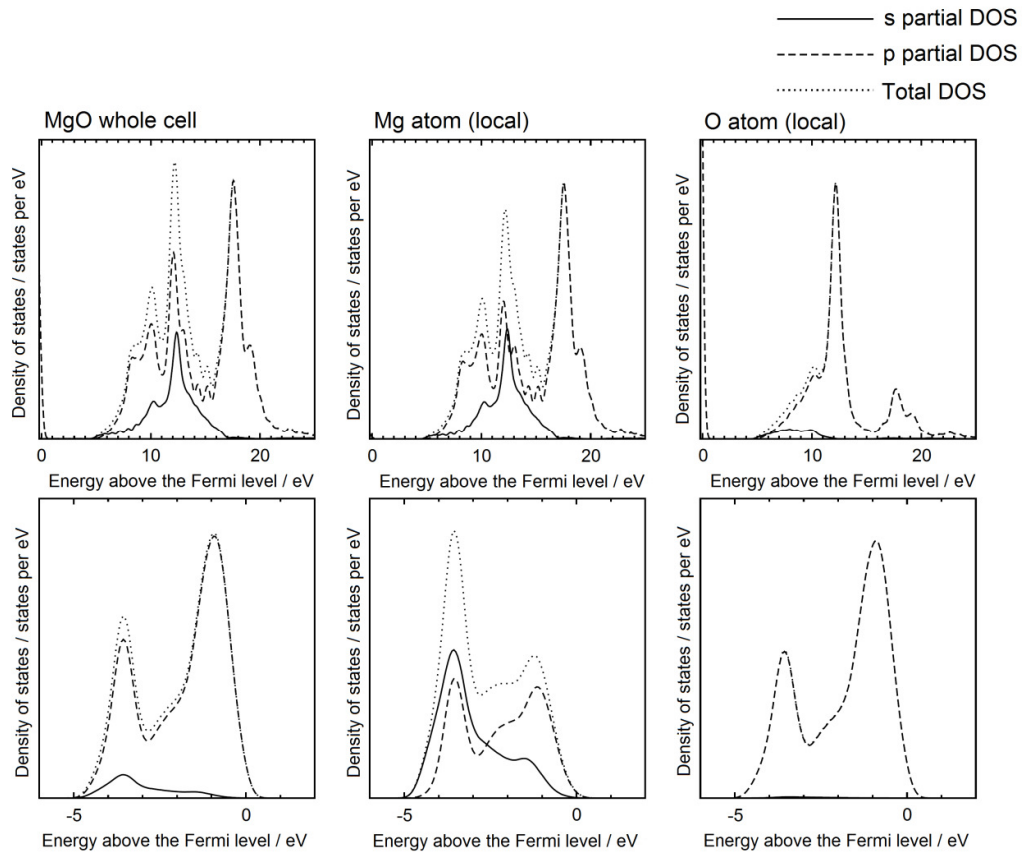 s partial DOS
p partial DOS
Total DOS
MgO whole cell
Mg atom (local)
O atom (local)
Density of states / states per eV
Density of states / states per eV
Density of states / states per eV
0 10 20
0 10 20
0 10 20
Energy above the Fermi level / eV
Energy above the Fermi level / eV
Energy above the Fermi level / eV
Density of states / states per eV
Density of states / states per eV
Density of states / states per eV
-5 0
-5 0
-5 0
Energy above the Fermi level / eV
Energy above the Fermi level / eV
Energy above the Fermi level / eV